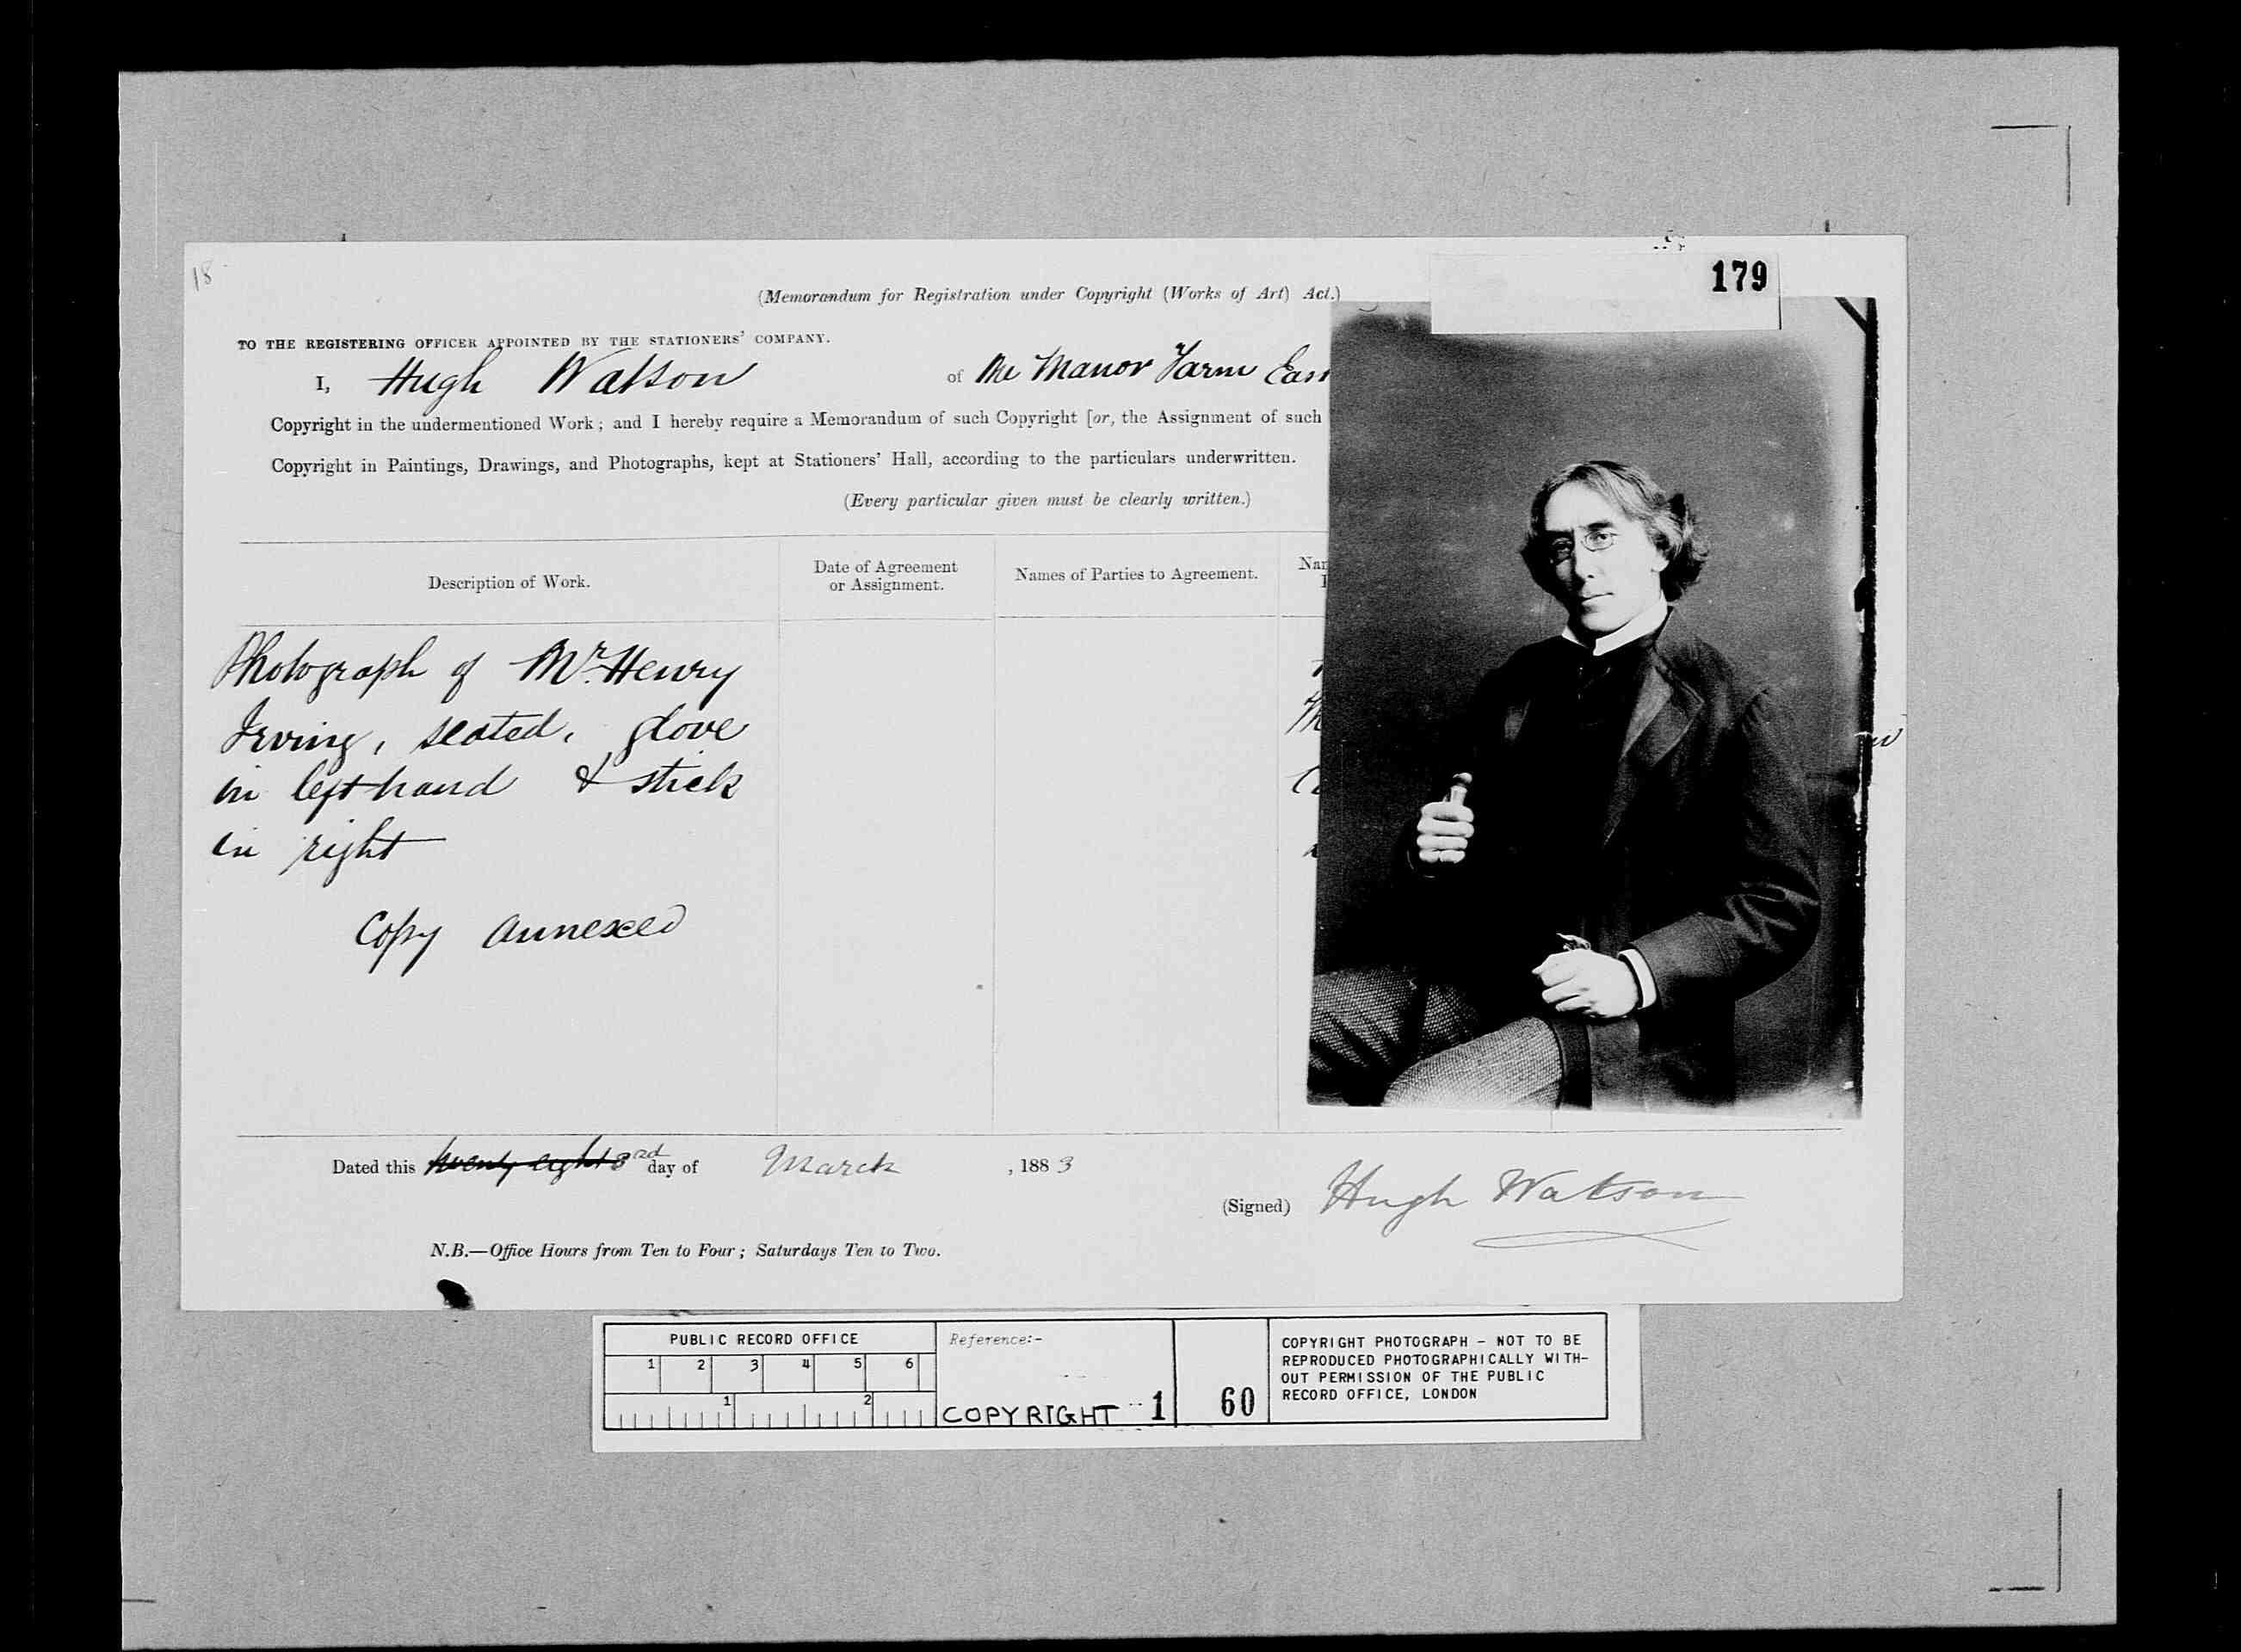 18
179
(Memorandum for Registration under Copyright (Works of Art) Act.)
TO THE REGISTERING OFFICER APPOINTED BY THE STATIONERS' COMPANY.
I, Hugh Watson of The Manor Farm East
Copyright in the undermentioned Work; and I hereby require a Memorandum of such Copyright [or, the Assignment of such
Copyright in Paintings, Drawings, and Photographs, kept at Stationers' Hall, according to the particulars underwritten.
(Every particular given must be clearly written.)
Description of Work.
Date of Agreement
or Assignment.
Names of Parties to Agreement.
Photograph of Mr. Henry
Irving, seated, glove
in left hand & stick
in right
Copy annexed
Dated this twenty eight 3rd day of March, 1883
(Signed) Hugh Watson
N.B.—Office Hours from Ten to Four; Saturdays Ten to Two.
PUBLIC RECORD OFFICE
1 2 3 4 5 6
1 2
Reference:-
COPYRIGHT 1
60
COPYRIGHT PHOTOGRAPH - NOT TO BE
REPRODUCED PHOTOGRAPHICALLY WITH-
OUT PERMISSION OF THE PUBLIC
RECORD OFFICE, LONDON